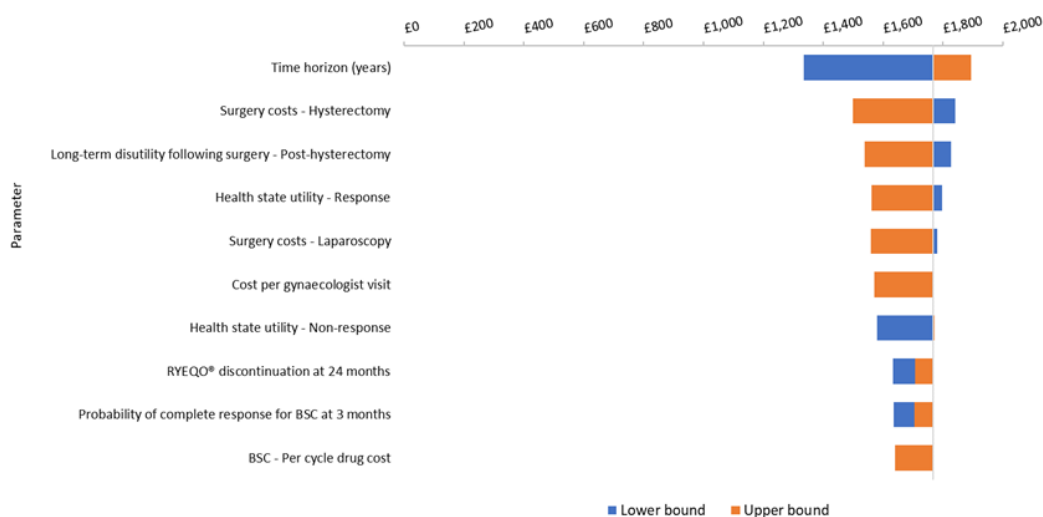 £0 £200 £400 £600 £800 £1,000 £1,200 £1,400 £1,600 £1,800 £2,000
Time horizon (years)
Surgery costs - Hysterectomy
Long-term disutility following surgery - Post-hysterectomy
Health state utility - Response
Parameter
Surgery costs - Laparoscopy
Cost per gynaecologist visit
Health state utility - Non-response
RYEQO® discontinuation at 24 months
Probability of complete response for BSC at 3 months
BSC - Per cycle drug cost
Lower bound Upper bound